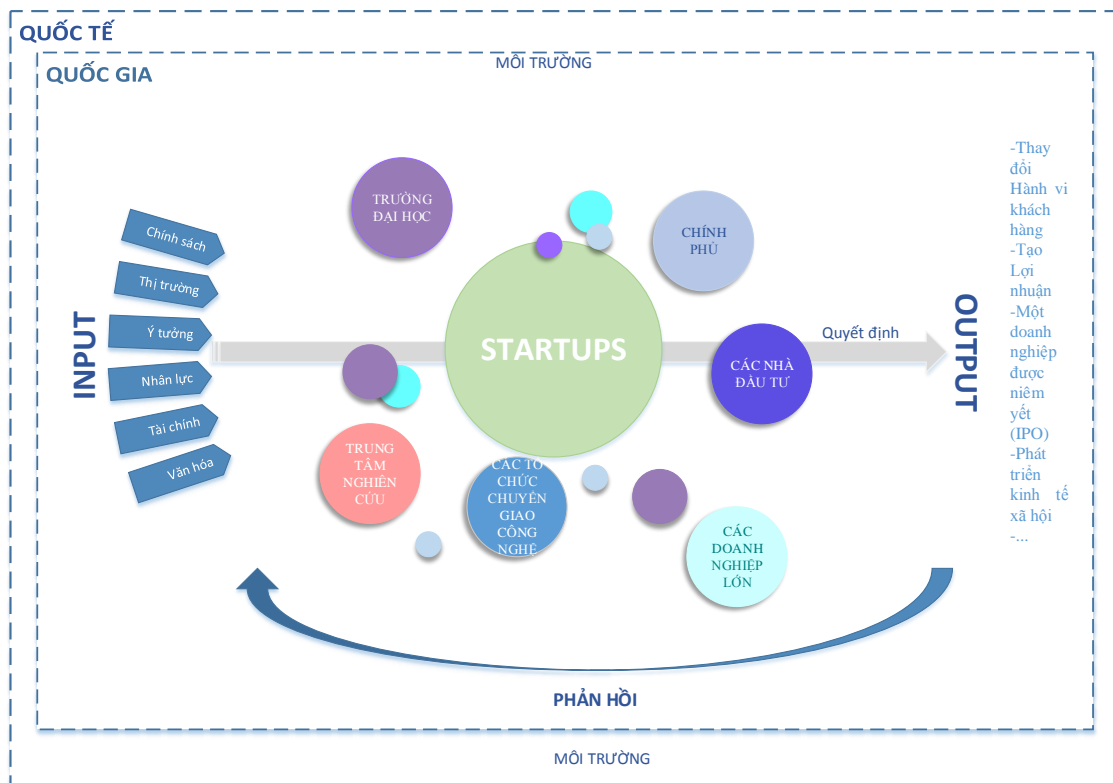 QUỐC TẾ
MÔI TRƯỜNG
QUỐC GIA
TRƯỜNG
ĐẠI HỌC
CHÍNH
PHỦ
Chính sách
Thị trường
Ý tưởng
Nhân lực
Tài chính
Văn hóa
INPUT
STARTUPS
Quyết định
CÁC NHÀ
ĐẦU TƯ
OUTPUT
-Thay
đổi
Hành vi
khách
hàng
-Tạo
Lợi
nhuận
-Một
doanh
nghiệp
được
niêm
yết
(IPO)
-Phát
triển
kinh tế
xã hội
-...
TRUNG
TÂM
NGHIÊN
CỨU
CÁC TỔ
CHỨC
CHUYỂN
GIAO
CÔNG
NGHỆ
CÁC
DOANH
NGHIỆP
LỚN
PHẢN HỒI
MÔI TRƯỜNG